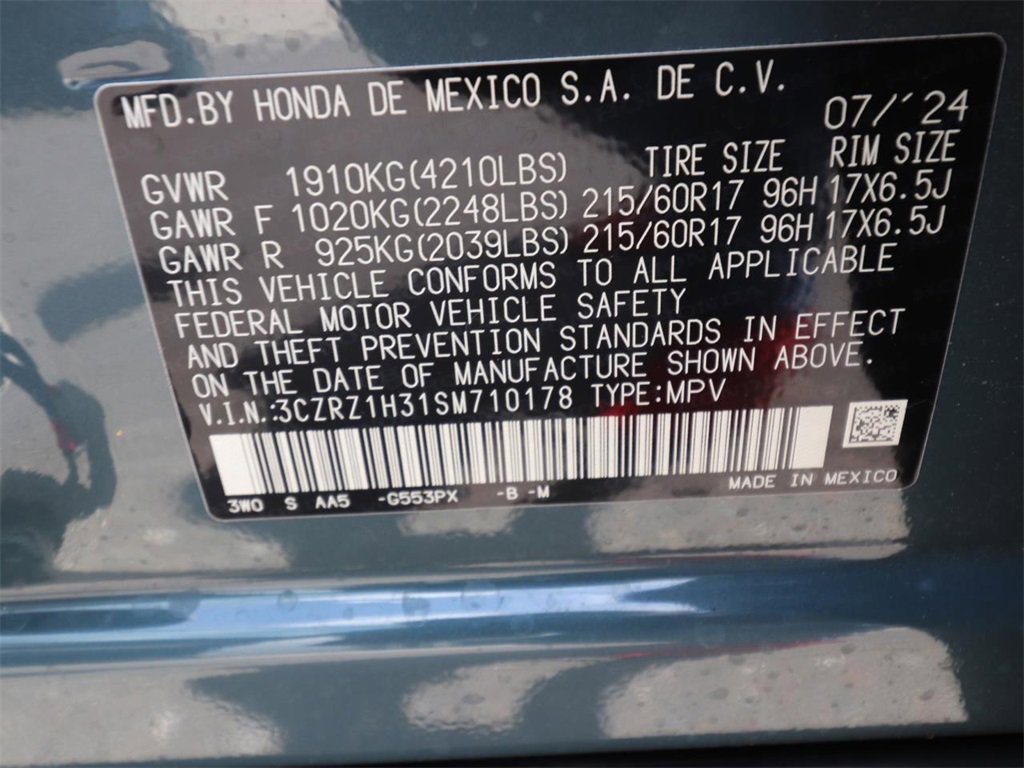 MFD.BY HONDA DE MEXICO S.A. DE C.V.
07/'24
GVWR 1910KG(4210LBS) TIRE SIZE RIM SIZE
GAWR F 1020KG(2248LBS) 215/60R17 96H 17X6.5J
GAWR R 925KG(2039LBS) 215/60R17 96H 17X6.5J
THIS VEHICLE CONFORMS TO ALL APPLICABLE
FEDERAL MOTOR VEHICLE SAFETY
AND THEFT PREVENTION STANDARDS IN EFFECT
ON THE DATE OF MANUFACTURE SHOWN ABOVE.
V.I.N.:3CZRZ1H31SM710178 TYPE:MPV
3W0 S AA5 -G553PX -B -M MADE IN MEXICO